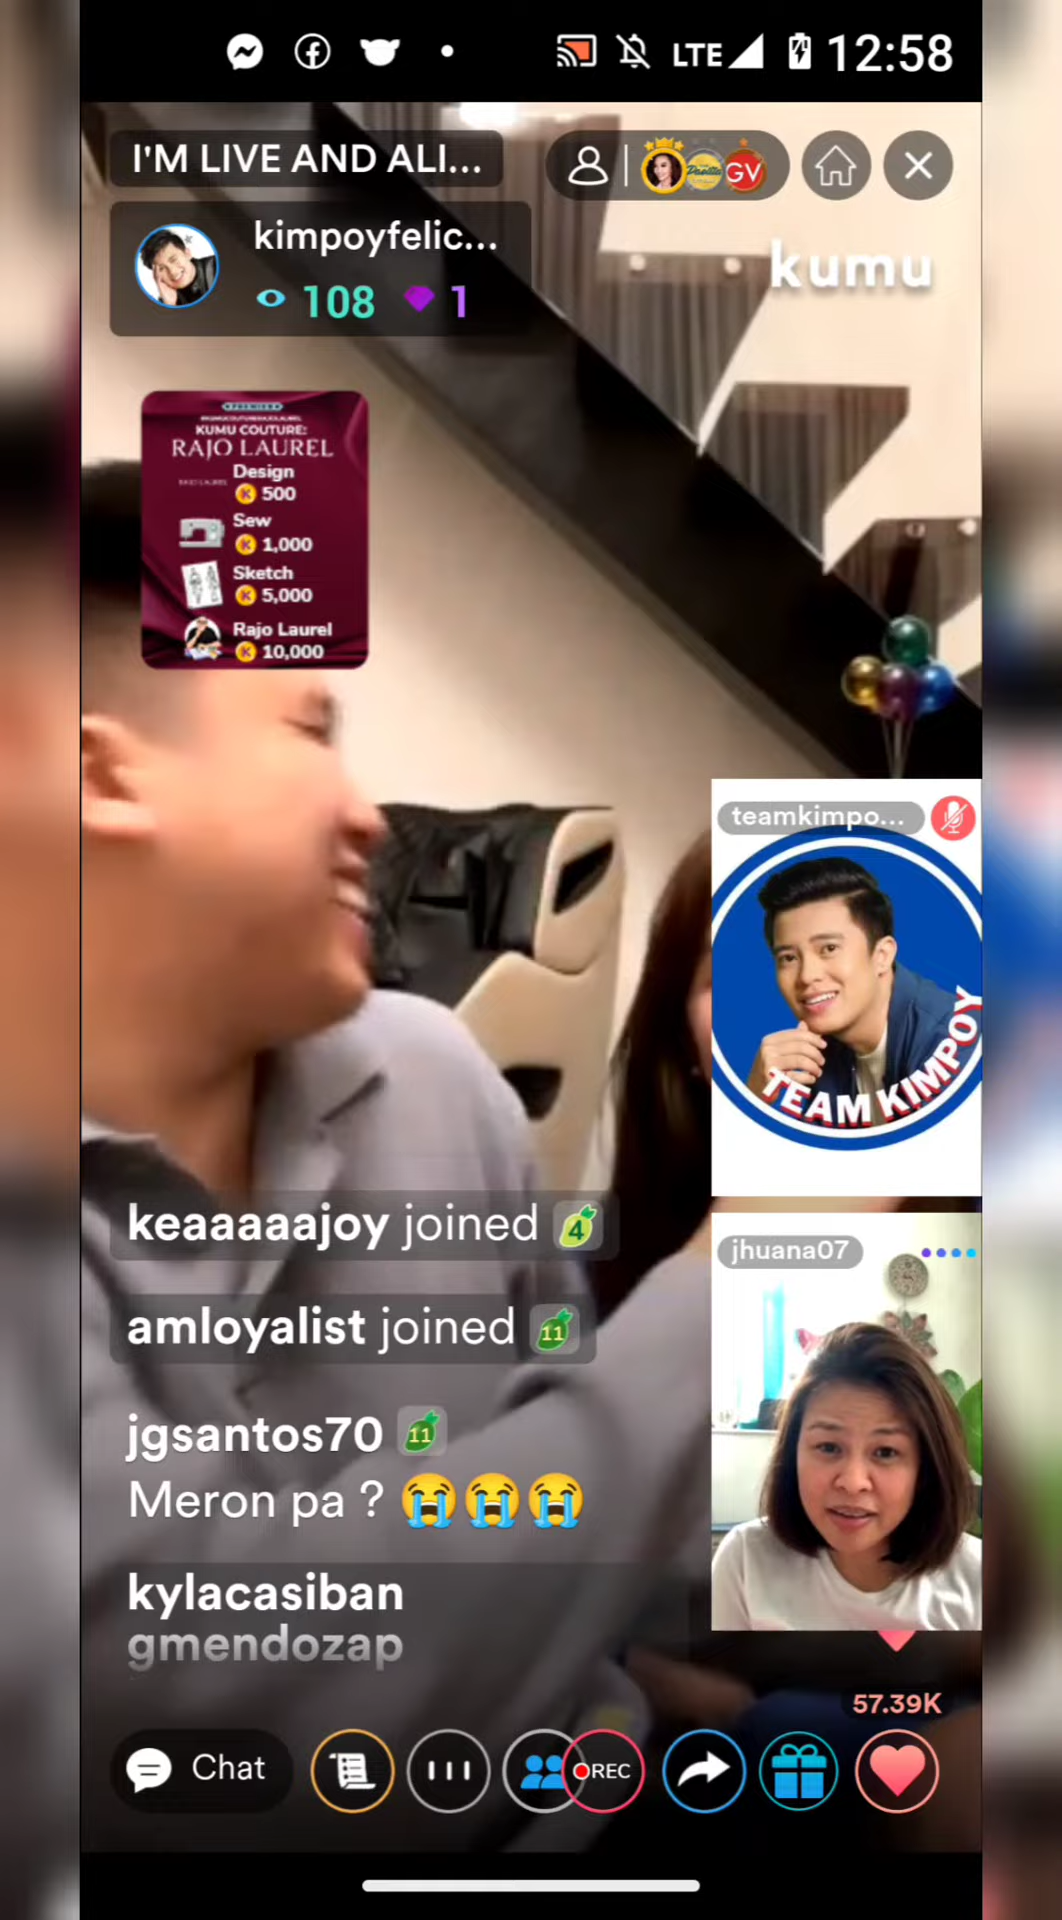 LTE 12:58
I'M LIVE AND ALI...
GV
kimpoyfelic...
108 1
kumu
KUMU COUTURE:
RAJO LAUREL
Design
500
Sew
1,000
Sketch
5,000
Rajo Laurel
10,000
teamkimpo...
TEAM KIMPOY
keaaaaajoy joined 4
amloyalist joined 11
jgsantos70 11
Meron pa ? 😭😭😭
jhuana07
kylacasiban
gmendozap
57.39K
Chat
REC